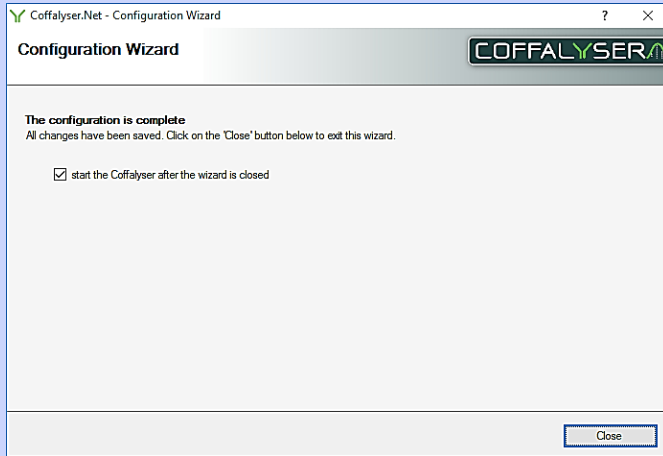 Coffalyser.Net - Configuration Wizard
Configuration Wizard
COFFALYSER
The configuration is complete
All changes have been saved. Click on the 'Close' button below to exit this wizard.
start the Coffalyser after the wizard is closed
Close